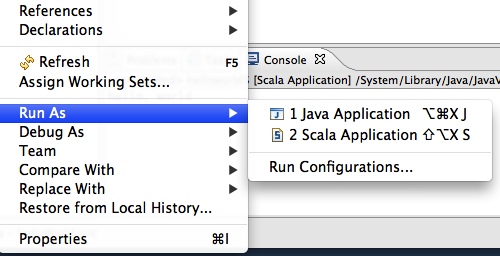 References
Declarations
Refresh F5
Assign Working Sets...
Run As
Debug As
Team
Compare With
Replace With
Restore from Local History...
Properties ⌘I
Console
[Scala Application] /System/Library/Java/JavaV
1 Java Application ⌥⌘X J
2 Scala Application ⇧⌥X S
Run Configurations...